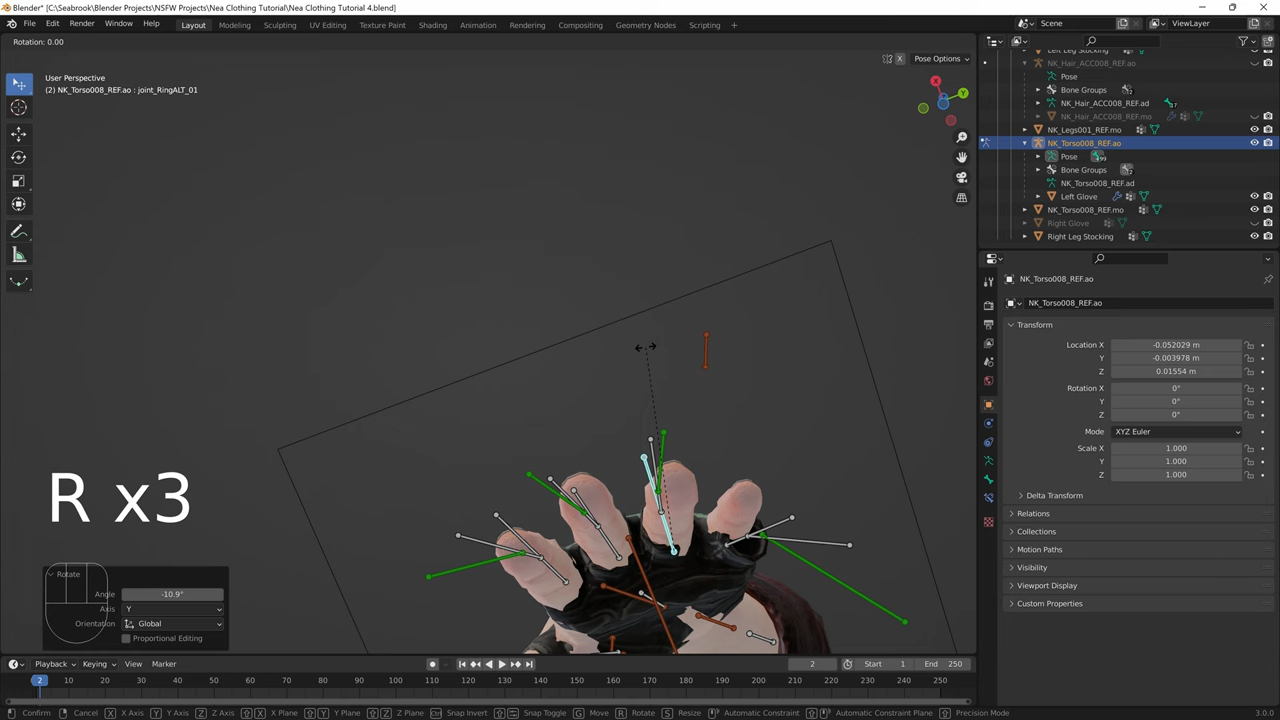 Blender* [C:\Seabrook\Blender Projects\NSFW Projects\Nea Clothing Tutorial\Nea Clothing Tutorial 4.blend]
File Edit Render Window Help Layout Modeling Sculpting UV Editing Texture Paint Shading Animation Rendering Compositing Geometry Nodes Scripting + Scene ViewLayer
Rotation: 0.00
X Pose Options
User Perspective
(2) NK_Torso008_REF.ao : joint_RingALT_01
X
Y
Left Leg Stocking
NK_Hair_ACC008_REF.ao
Pose
Bone Groups
NK_Hair_ACC008_REF.ad
NK_Hair_ACC008_REF.mo
NK_Legs001_REF.mo
NK_Torso008_REF.ao
Pose
Bone Groups
NK_Torso008_REF.ad
Left Glove
NK_Torso008_REF.mo
Right Glove
Right Leg Stocking
NK_Torso008_REF.ao
NK_Torso008_REF.ao
Transform
Location X -0.052029 m
Y -0.003978 m
Z 0.01554 m
Rotation X 0°
Y 0°
Z 0°
Mode XYZ Euler
Scale X 1.000
Y 1.000
Z 1.000
Delta Transform
Relations
Collections
Motion Paths
Visibility
Viewport Display
Custom Properties
R x3
Rotate
Angle -10.9°
Axis Y
Orientation Global
Proportional Editing
Playback Keying View Marker 2 Start 1 End 250
2 10 20 30 40 50 60 70 80 90 100 110 120 130 140 150 160 170 180 190 200 210 220 230 240 250
Confirm Cancel X X Axis Y Y Axis Z Z Axis X X Plane Y Y Plane Z Z Plane Snap Invert Snap Toggle G Move R Rotate S Resize Automatic Constraint Automatic Constraint Plane Precision Mode 3.0.0